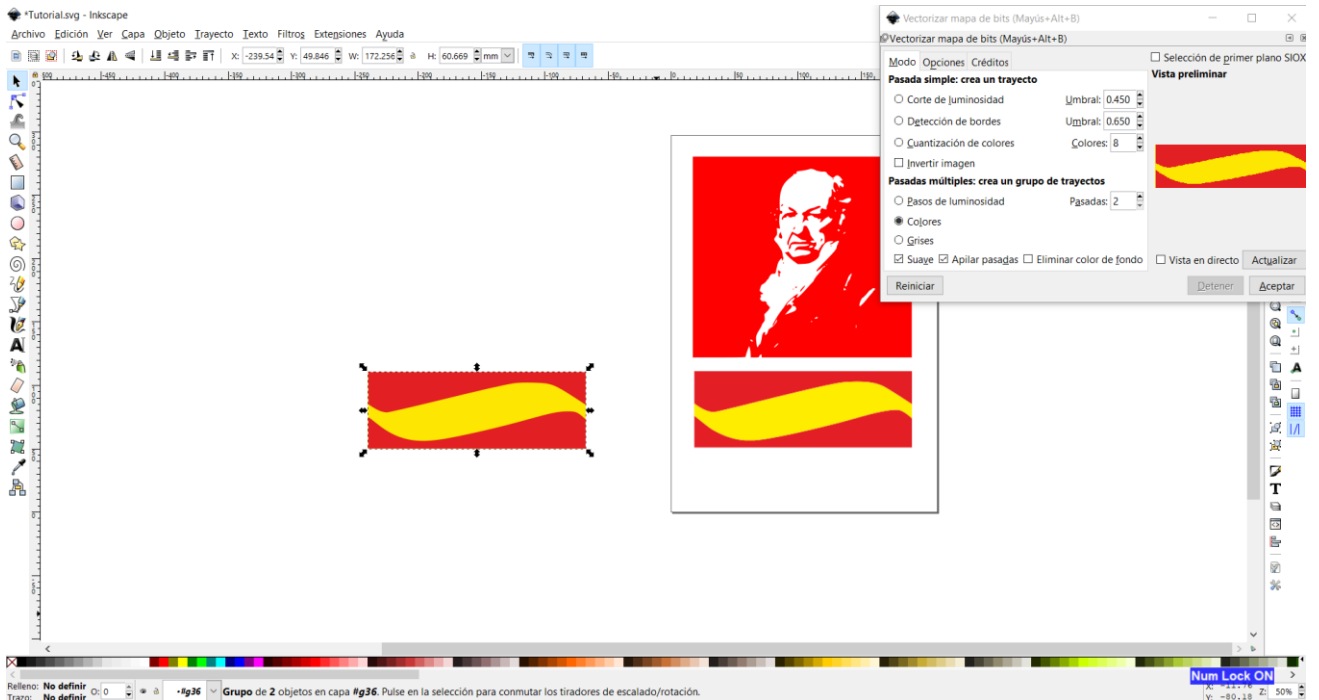 *Tutorial.svg - Inkscape
Archivo Edición Ver Capa Objeto Trayecto Texto Filtros Extensiones Ayuda
X: -239.54 Y: 49.846 W: 172.256 H: 60.669 mm
Vectorizar mapa de bits (Mayús+Alt+B)
Vectorizar mapa de bits (Mayús+Alt+B)
Modo Opciones Créditos
Selección de primer plano SIOX
Pasada simple: crea un trayecto
Vista preliminar
Corte de luminosidad Umbral: 0.450
Detección de bordes Umbral: 0.650
Cuantización de colores Colores: 8
Invertir imagen
Pasadas múltiples: crea un grupo de trayectos
Pasos de luminosidad Pasadas: 2
Colores
Grises
Suave Apilar pasadas Eliminar color de fondo Vista en directo Actualizar
Reiniciar Detener Aceptar
Num Lock ON
Relleno: No definir O: 0 #g36 Grupo de 2 objetos en capa #g36. Pulse en la selección para conmutar los tiradores de escalado/rotación. Z: 50%
Trazo: No definir Y: -80.18